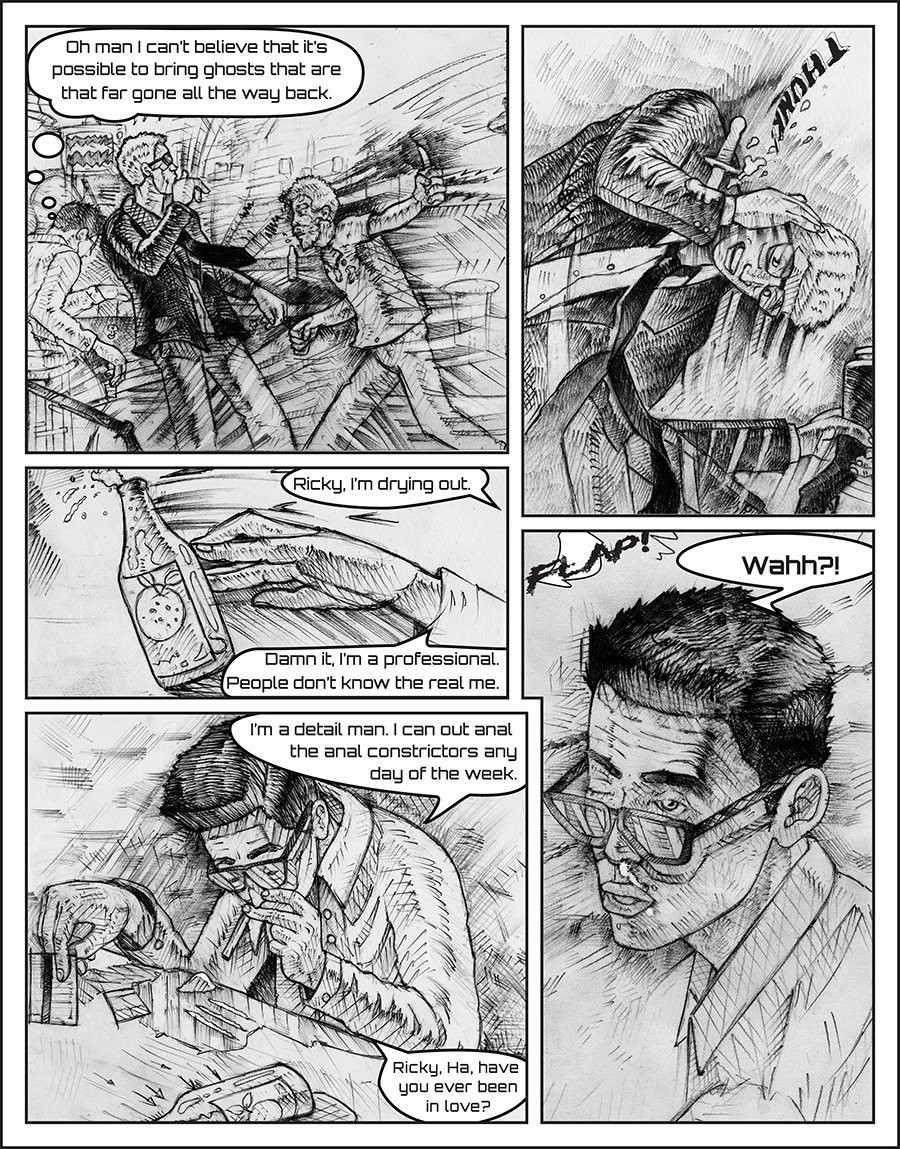 Oh man I can't believe that it's
possible to bring ghosts that are
that far gone all the way back.
THUNK
Ricky, I'm drying out.
Damn it, I'm a professional.
People don't know the real me.
Wahh?!
I'm a detail man. I can out anal
the anal constrictors any
day of the week.
Ricky, Ha, have
you ever been
in love?